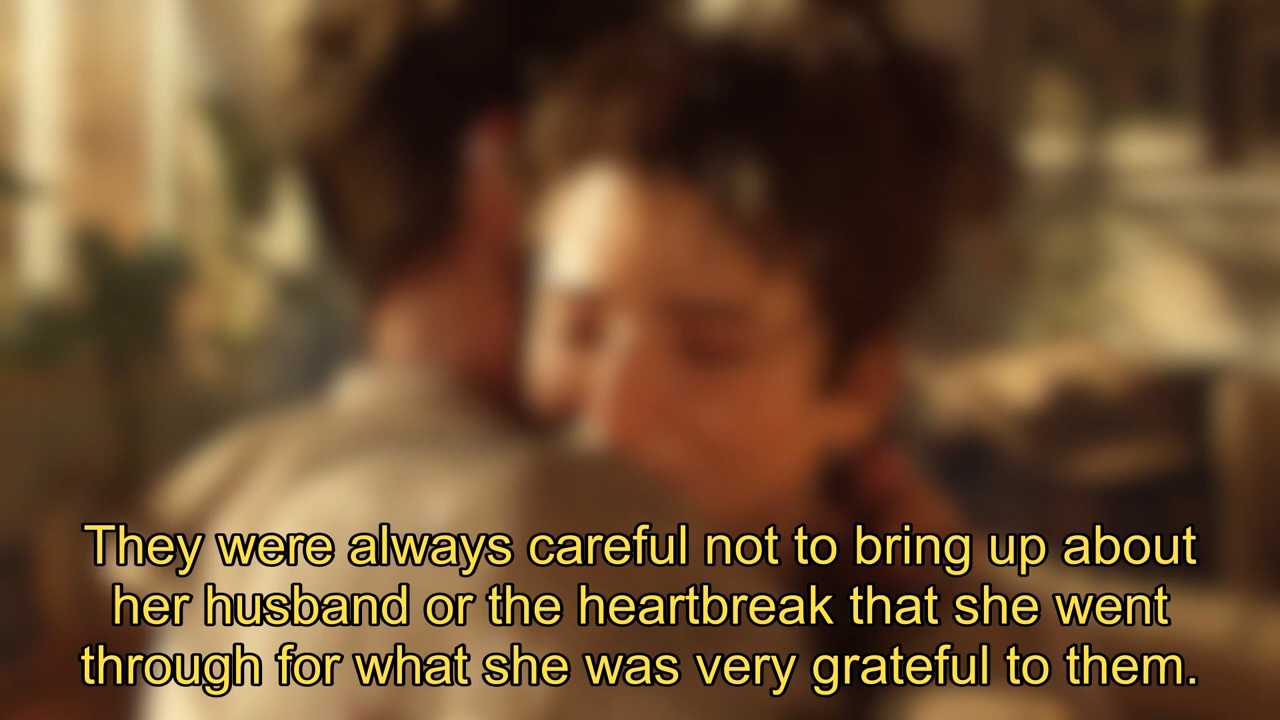 They were always careful not to bring up about
her husband or the heartbreak that she went
through for what she was very grateful to them.